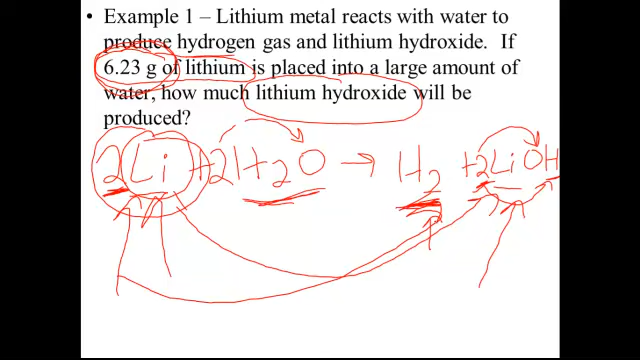 • Example 1 – Lithium metal reacts with water to
produce hydrogen gas and lithium hydroxide. If
6.23 g of lithium is placed into a large amount of
water, how much lithium hydroxide will be
produced?
2Li + 2H₂O → H₂ + 2LiOH